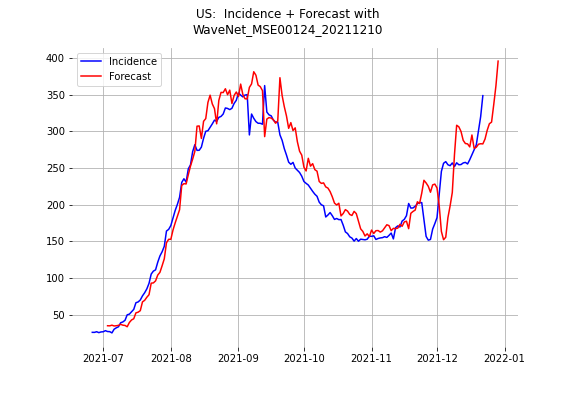 US:  Incidence + Forecast with
WaveNet_MSE00124_20211210
Incidence
Forecast
400
350
300
250
200
150
100
50
2021-07 2021-08 2021-09 2021-10 2021-11 2021-12 2022-01